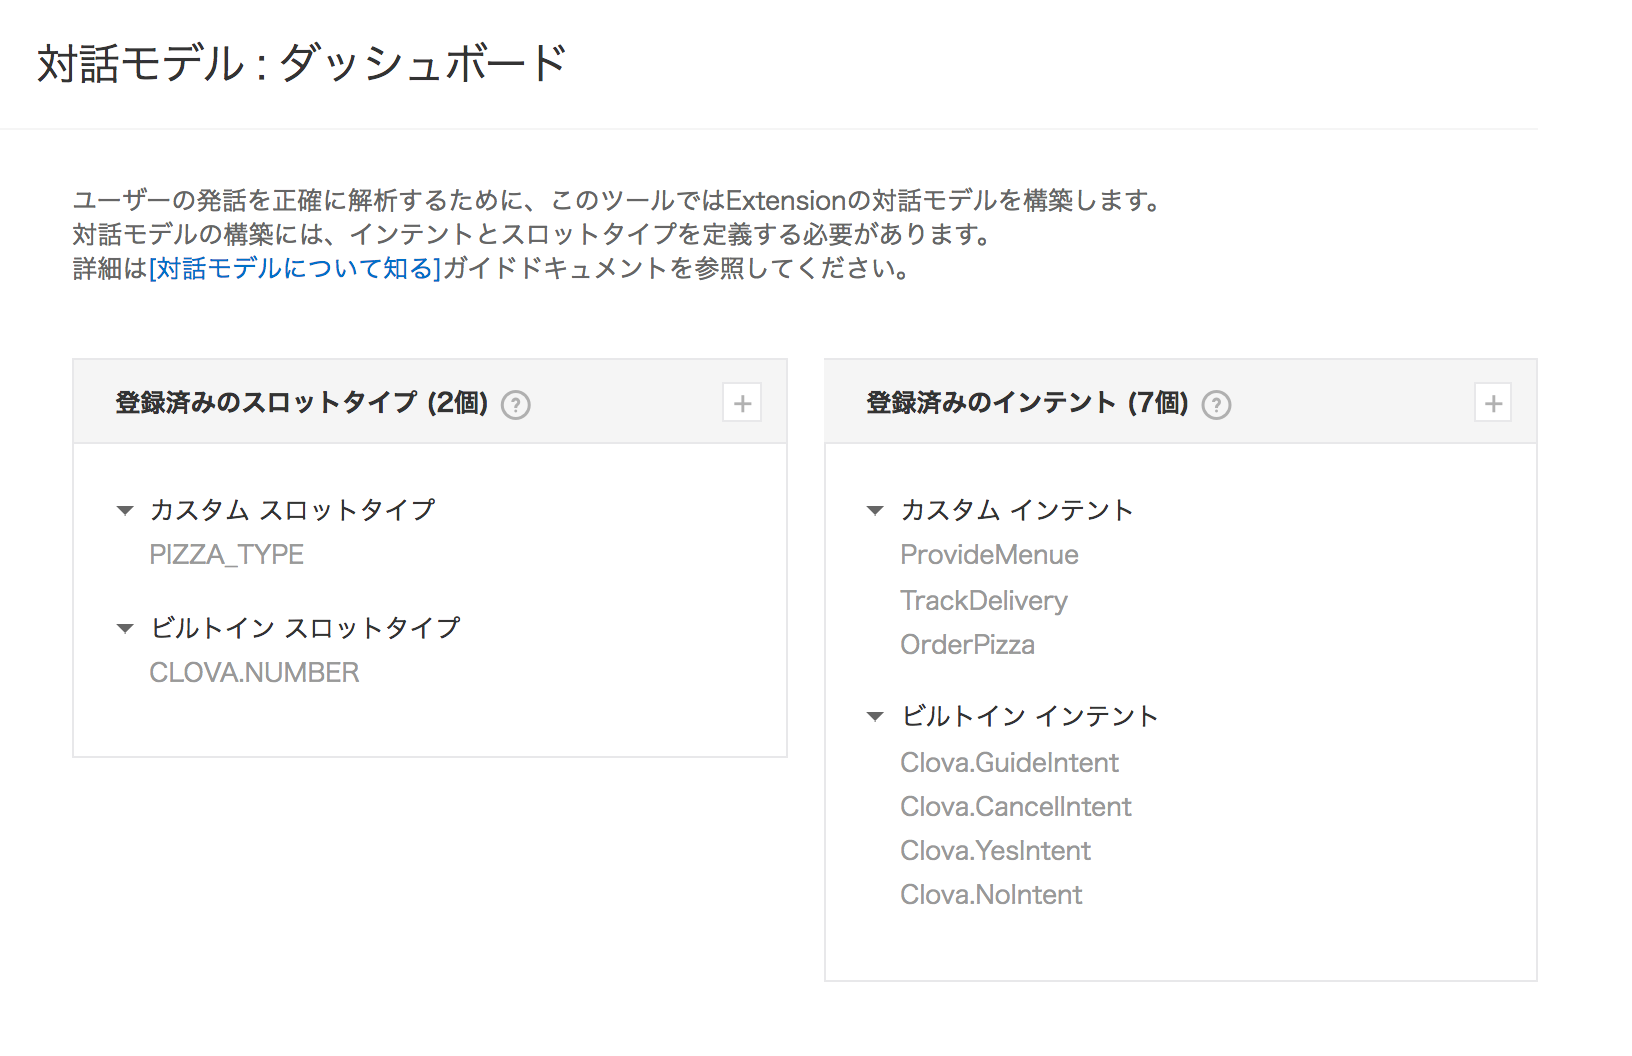 対話モデル : ダッシュボード
ユーザーの発話を正確に解析するために、このツールではExtensionの対話モデルを構築します。
対話モデルの構築には、インテントとスロットタイプを定義する必要があります。
詳細は[対話モデルについて知る]ガイドドキュメントを参照してください。
登録済みのスロットタイプ (2個) ?
+
カスタム スロットタイプ
PIZZA_TYPE
ビルトイン スロットタイプ
CLOVA.NUMBER
登録済みのインテント (7個) ?
+
カスタム インテント
ProvideMenue
TrackDelivery
OrderPizza
ビルトイン インテント
Clova.GuideIntent
Clova.CancelIntent
Clova.YesIntent
Clova.NoIntent